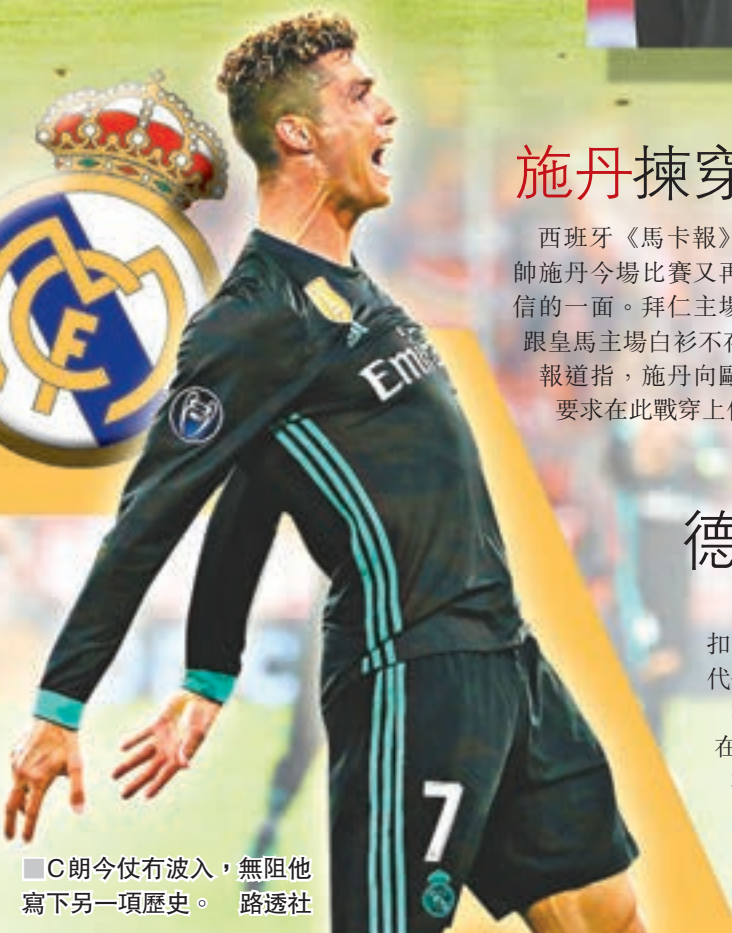 施丹揀穿
西班牙《馬卡報》
帥施丹今場比賽又再
信的一面。拜仁主場
跟皇馬主場白衫不在
報道指，施丹向歐
要求在此戰穿上
德
扣
代
在
Emi
7
■C朗今仗冇波入，無阻他
寫下另一項歷史。　路透社